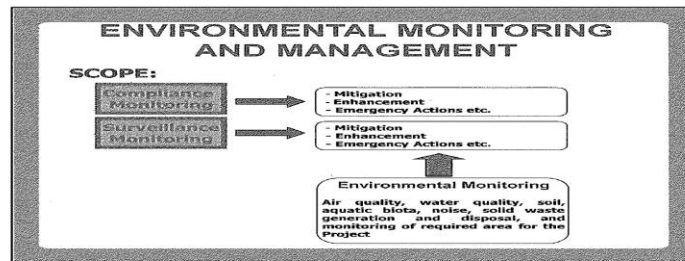 ENVIRONMENTAL MONITORING
AND MANAGEMENT
SCOPE:
Compliance
Monitoring
- Mitigation
- Enhancement
- Emergency Actions etc.
Surveillance
Monitoring
- Mitigation
- Enhancement
- Emergency Actions etc.
Environmental Monitoring
Air quality, water quality, soil,
aquatic biota, noise, solid waste
generation and disposal, and
monitoring of required area for the
Project